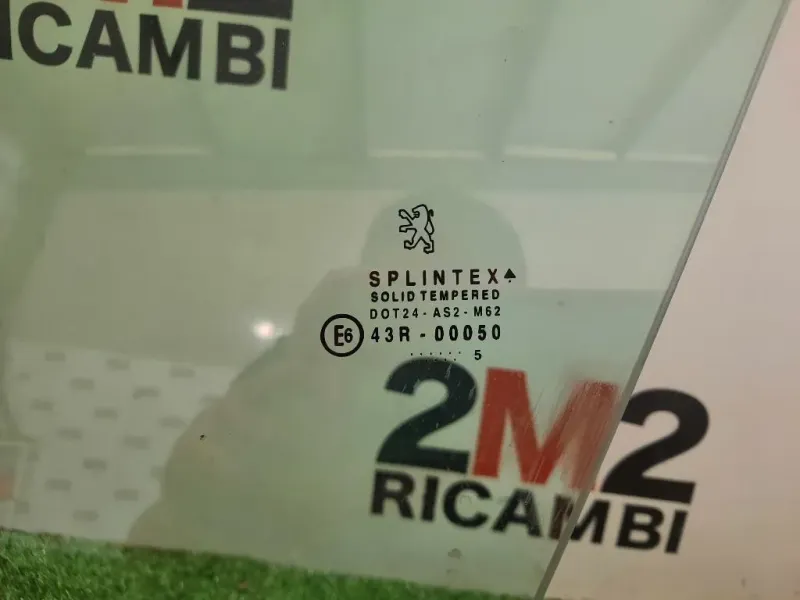 RICAMBI
SPLINTEX
SOLID TEMPERED
DOT24-AS2-M62
E6 43R-00050
...... 5
2M2
RICAMBI